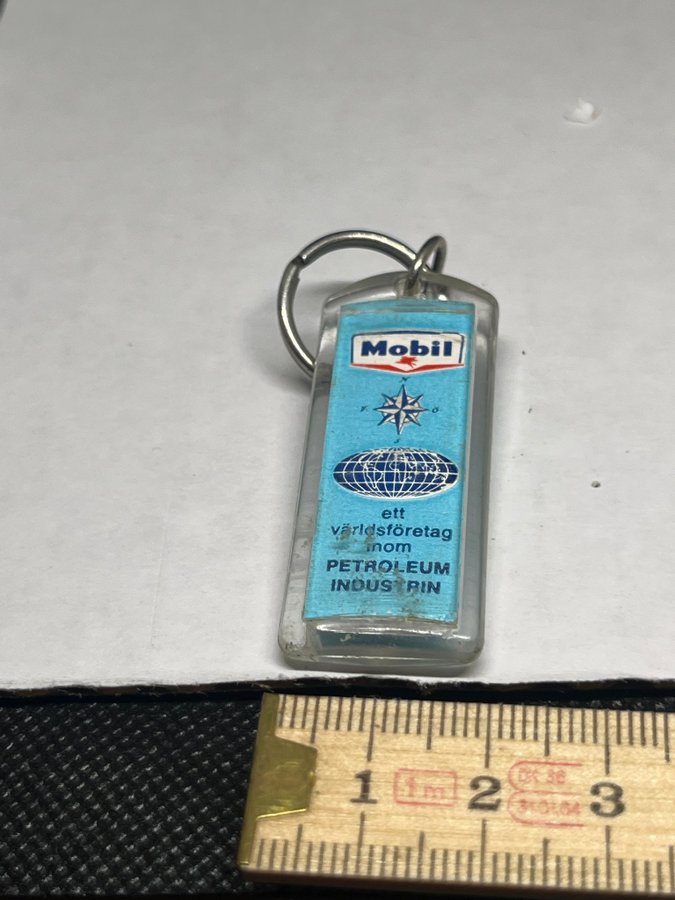 Mobil
N
ett
världsföretag
inom
PETROLEUM
INDUSTRIN
1 1m 2 3